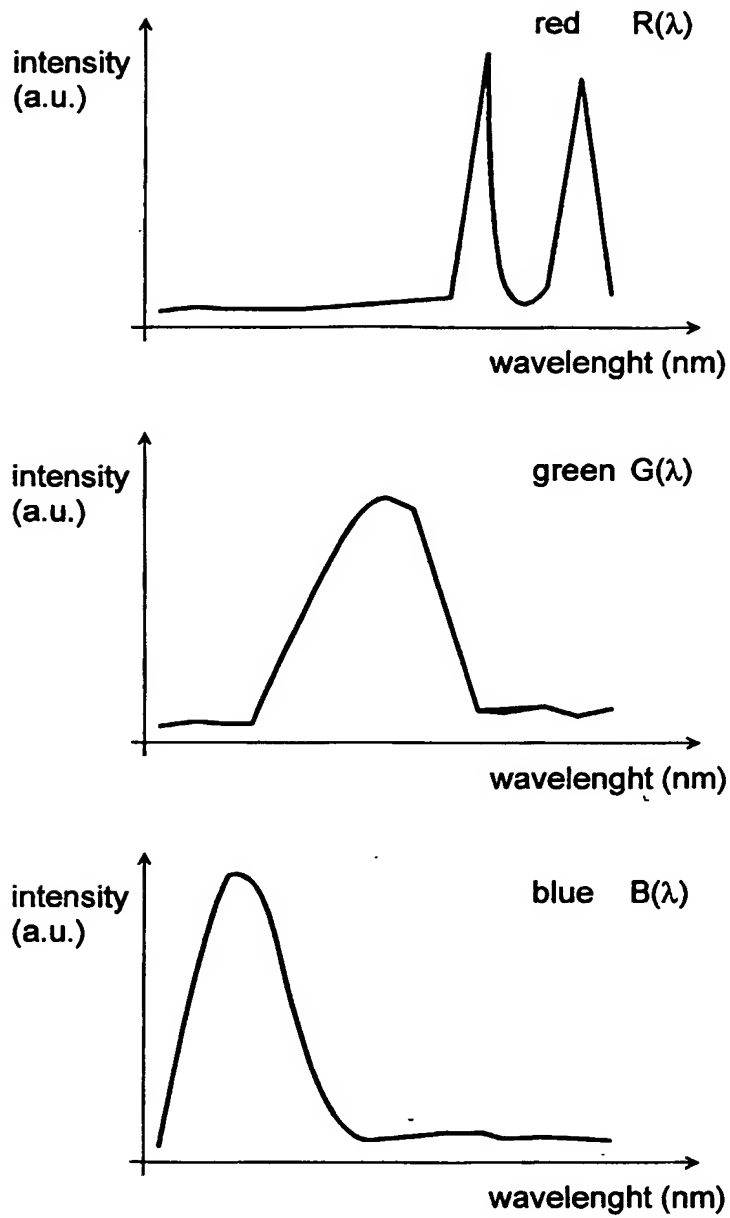 red R(λ)
intensity
(a.u.)
wavelenght (nm)
green G(λ)
intensity
(a.u.)
wavelenght (nm)
blue B(λ)
intensity
(a.u.)
wavelenght (nm)